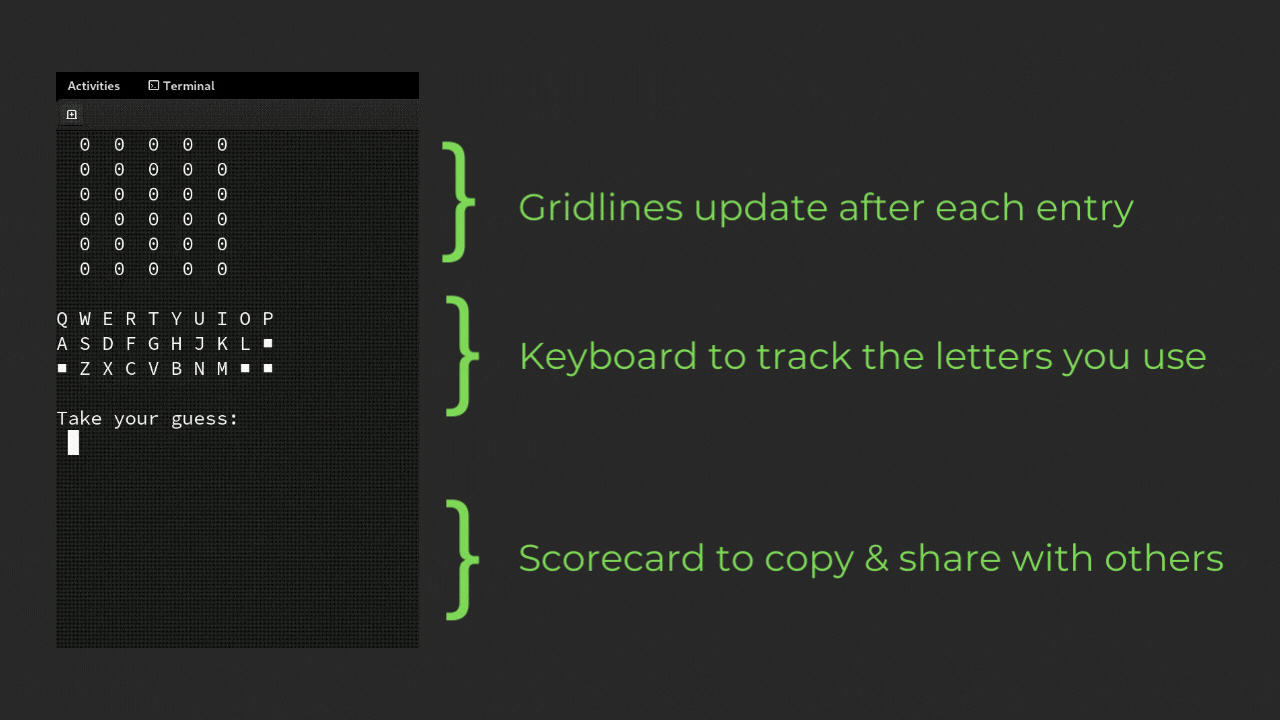 Activities Terminal
0 0 0 0 0
0 0 0 0 0
0 0 0 0 0
0 0 0 0 0
0 0 0 0 0
0 0 0 0 0
} Gridlines update after each entry
Q W E R T Y U I O P
A S D F G H J K L ■
■ Z X C V B N M ■ ■
} Keyboard to track the letters you use
Take your guess:
} Scorecard to copy & share with others